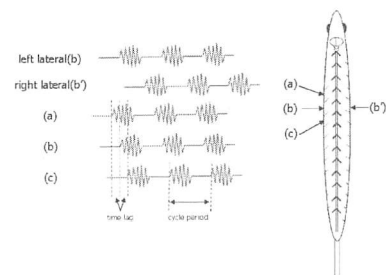 left lateral(b)
right lateral(b')
(a)
(b)
(c)
time lag
cycle period
(a)
(b)
(c)
(b')